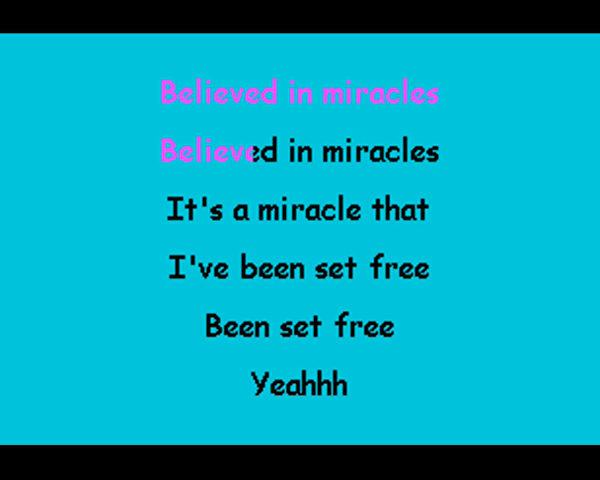 Believed in miracles
Believed in miracles
It's a miracle that
I've been set free
Been set free
Yeahhh